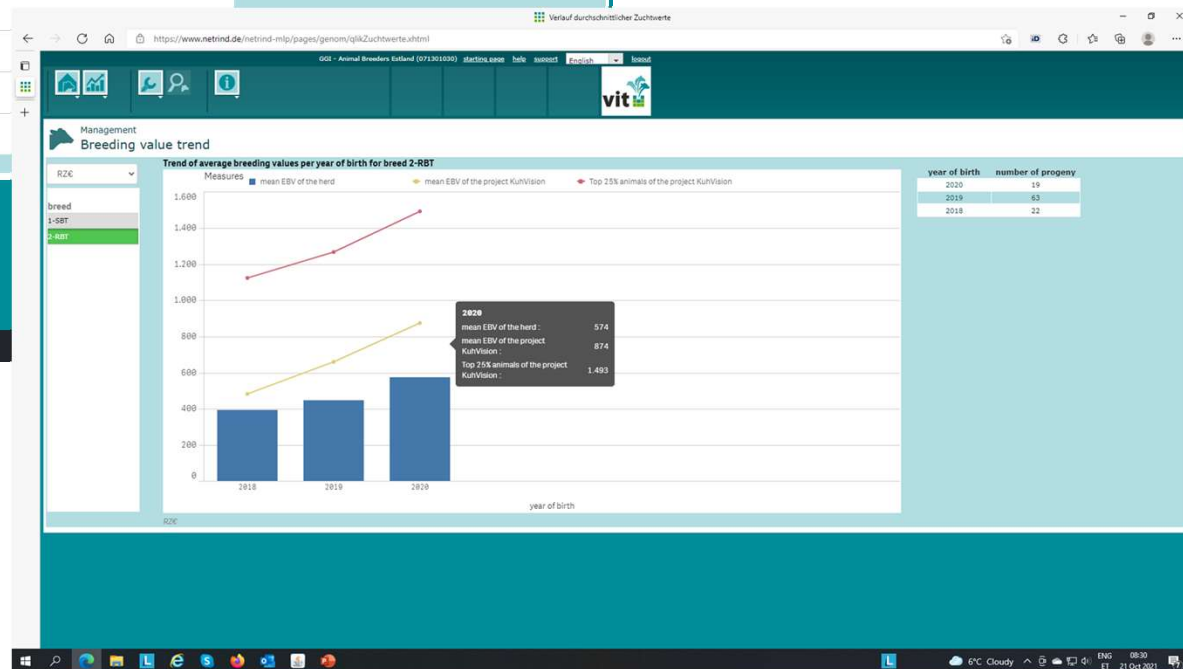 Verlauf durchschnittlicher Zuchtwerte
https://www.netrind.de/netrind-mlp/pages/genom/qlikZuchtwerte.xhtml
GGI - Animal Breeders Estland (071301030) starting page help support English logout
vit
Management
Breeding value trend
RZ€
breed
1-SBT
2-RBT
Trend of average breeding values per year of birth for breed 2-RBT
Measures mean EBV of the herd mean EBV of the project KuhVision Top 25% animals of the project KuhVision
1.600
1.400
1.200
1.000
800
600
400
200
0
2018 2019 2020
year of birth
RZ€
2020
mean EBV of the herd : 574
mean EBV of the project KuhVision : 874
Top 25% animals of the project KuhVision : 1.493
year of birth number of progeny
2020 19
2019 63
2018 22
6°C Cloudy
ENG 08:30
ET 21 Oct 2021